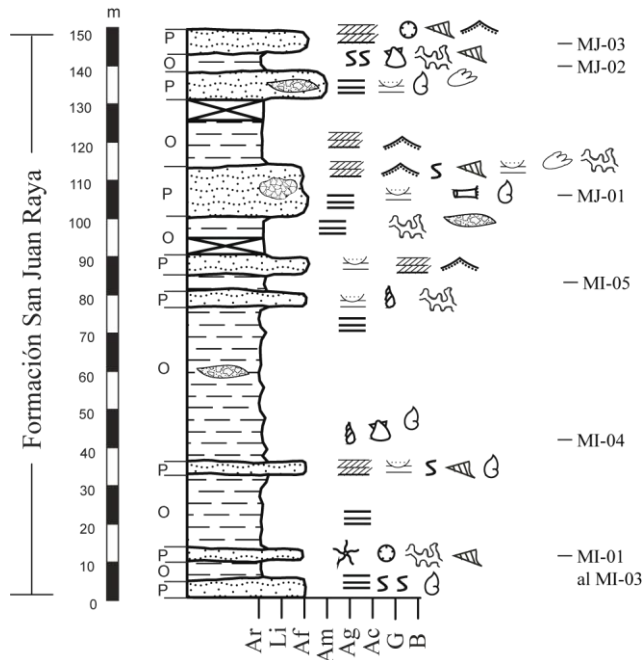 m
Formación San Juan Raya
150
140
130
120
110
100
90
80
70
60
50
40
30
20
10
0
P
O
P
O
P
O
P
P
O
P
O
P
O
P
MJ-03
MJ-02
MJ-01
MI-05
MI-04
MI-01
al MI-03
Ar
Li
Af
Am
Ag
Ac
G
B